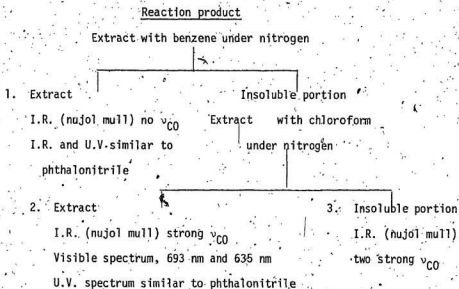 Reaction product
Extract with benzene under nitrogen
1. Extract
I.R. (nujol mull) no νCO
I.R. and U.V. similar to
phthalonitrile
Insoluble portion
Extract with chloroform
under nitrogen
2. Extract
I.R. (nujol mull) strong νCO
Visible spectrum, 693 nm and 635 nm
U.V. spectrum similar to phthalonitrile
3. Insoluble portion
I.R. (nujol mull)
two strong νCO